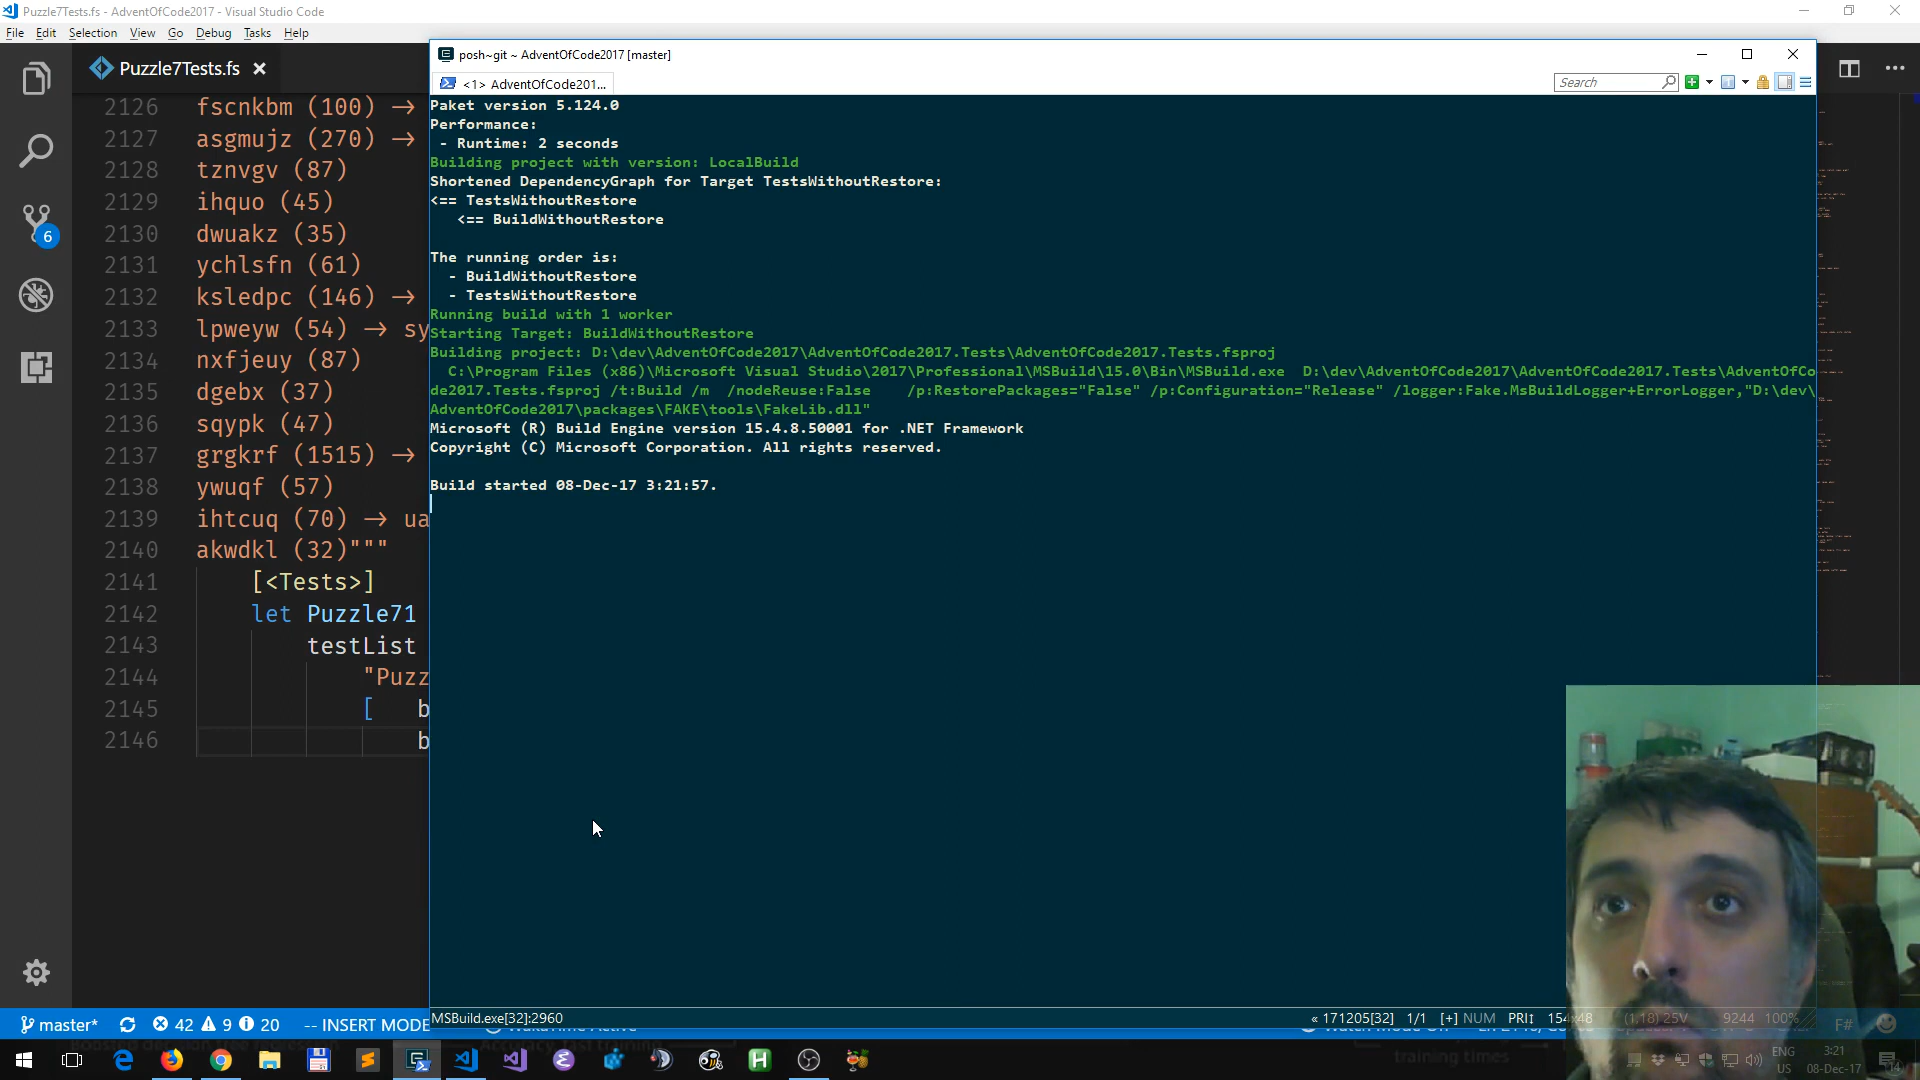 Puzzle7Tests.fs - AdventOfCode2017 - Visual Studio Code
File Edit Selection View Go Debug Tasks Help
Puzzle7Tests.fs
6
2126 fscnkbm (100) →
2127 asgmujz (270) →
2128 tznvgv (87)
2129 ihquo (45)
2130 dwuakz (35)
2131 ychlsfn (61)
2132 ksledpc (146) →
2133 lpweyw (54) → sy
2134 nxfjeuy (87)
2135 dgebx (37)
2136 sqypk (47)
2137 grgkrf (1515) →
2138 ywuqf (57)
2139 ihtcuq (70) → ua
2140 akwdkl (32)"""
2141 [<Tests>]
2142 let Puzzle71
2143 testList
2144 "Puzz
2145 [ b
2146 b
posh~git ~ AdventOfCode2017 [master]
<1> AdventOfCode201...
Search
Paket version 5.124.0
Performance:
- Runtime: 2 seconds
Building project with version: LocalBuild
Shortened DependencyGraph for Target TestsWithoutRestore:
<== TestsWithoutRestore
<== BuildWithoutRestore
The running order is:
- BuildWithoutRestore
- TestsWithoutRestore
Running build with 1 worker
Starting Target: BuildWithoutRestore
Building project: D:\dev\AdventOfCode2017\AdventOfCode2017.Tests\AdventOfCode2017.Tests.fsproj
C:\Program Files (x86)\Microsoft Visual Studio\2017\Professional\MSBuild\15.0\Bin\MSBuild.exe D:\dev\AdventOfCode2017\AdventOfCode2017.Tests\AdventOfCo
de2017.Tests.fsproj /t:Build /m /nodeReuse:False /p:RestorePackages="False" /p:Configuration="Release" /logger:Fake.MsBuildLogger+ErrorLogger,"D:\dev\
AdventOfCode2017\packages\FAKE\tools\FakeLib.dll"
Microsoft (R) Build Engine version 15.4.8.50001 for .NET Framework
Copyright (C) Microsoft Corporation. All rights reserved.
Build started 08-Dec-17 3:21:57.
MSBuild.exe[32]:2960
« 171205[32] 1/1 [+] NUM PRI↕ 154x48 (1,18) 25V 9244 100%
master* 42 9 20 -- INSERT MODE
F#
training times
ENG
US
3:21
08-Dec-17
14